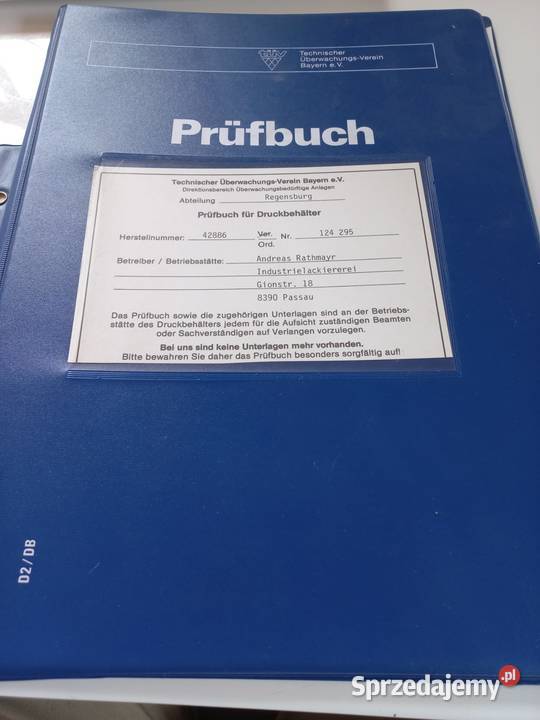 TÜV
Technischer
Überwachungs-Verein
Bayern e.V.
Prüfbuch
Technischer Überwachungs-Verein Bayern e.V.
Direktionsbereich Überwachungsbedürftige Anlagen
Abteilung Regensburg
Prüfbuch für Druckbehälter
Herstellnummer: 42886 Ver. Nr. 124 295
Ord.
Betreiber / Betriebsstätte: Andreas Rathmayr
Industrielackiererei
Gionstr. 18
8390 Passau
Das Prüfbuch sowie die zugehörigen Unterlagen sind an der Betriebs-
stätte des Druckbehälters jedem für die Aufsicht zuständigen Beamten
oder Sachverständigen auf Verlangen vorzulegen.
Bei uns sind keine Unterlagen mehr vorhanden.
Bitte bewahren Sie daher das Prüfbuch besonders sorgfältig auf!
D2/DB
Sprzedajemy.pl